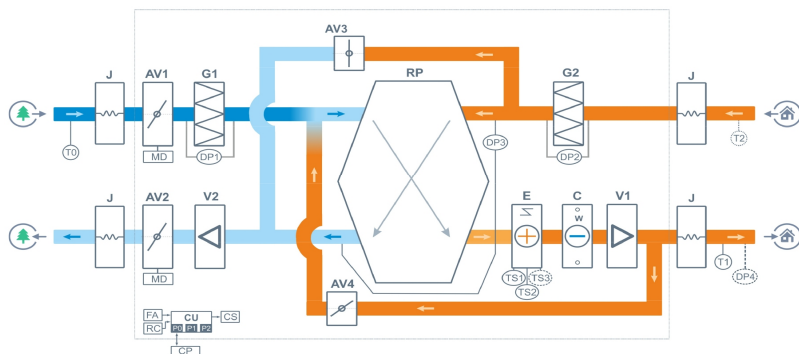 AV3
J
AV1
G1
RP
G2
J
T0
MD
DP1
DP3
DP2
T2
J
AV2
V2
E
C
V1
J
W
MD
TS1
TS3
TS2
T1
DP4
AV4
FA
RC
CU
P0 P1 P2
CS
CP